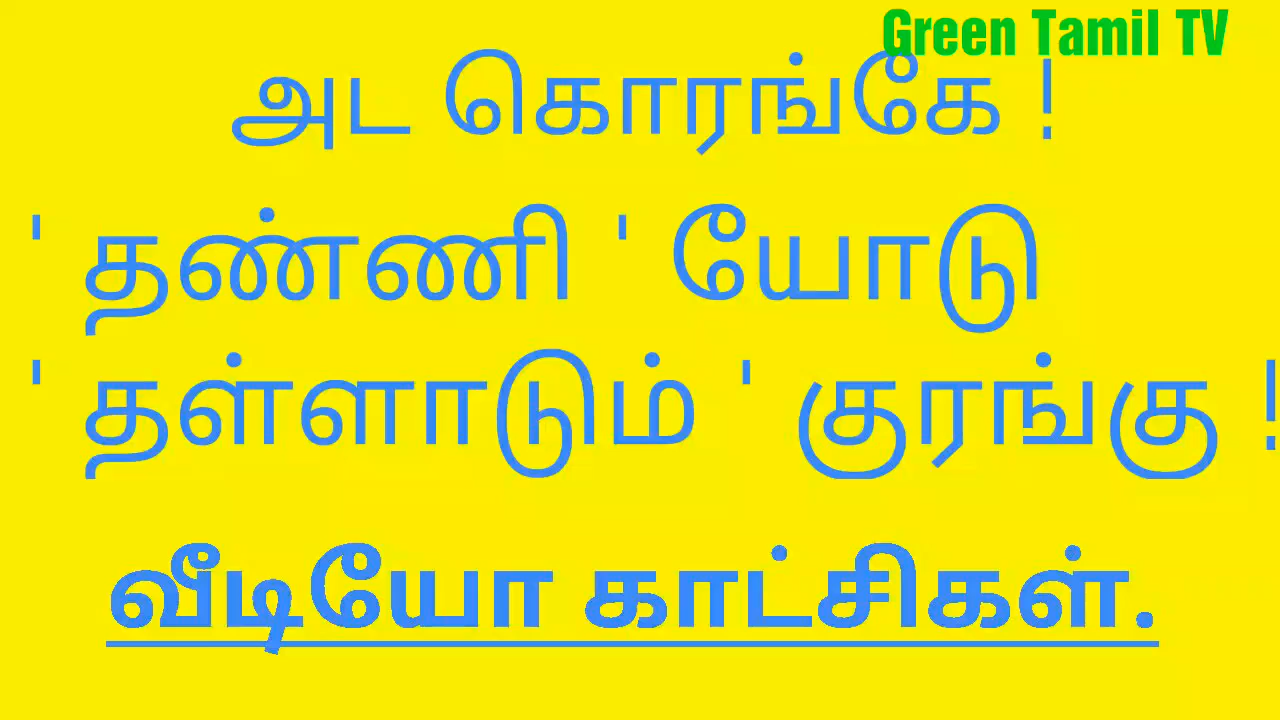 Green Tamil TV
அட கொரங்கே !
' தண்ணி ' யோடு
' தள்ளாடும் ' குரங்கு !
வீடியோ காட்சிகள்.